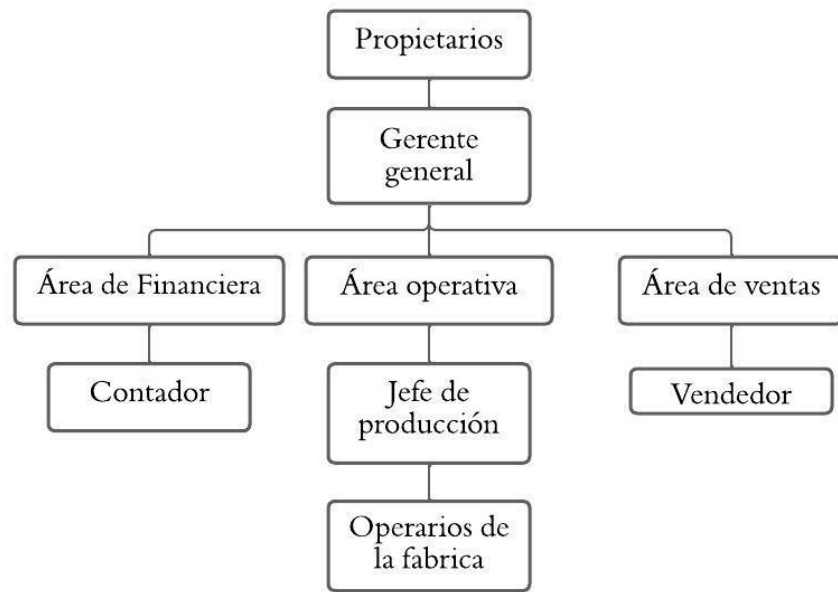 Propietarios
Gerente
general
Área de Financiera
Área operativa
Área de ventas
Contador
Jefe de
producción
Vendedor
Operarios de
la fabrica